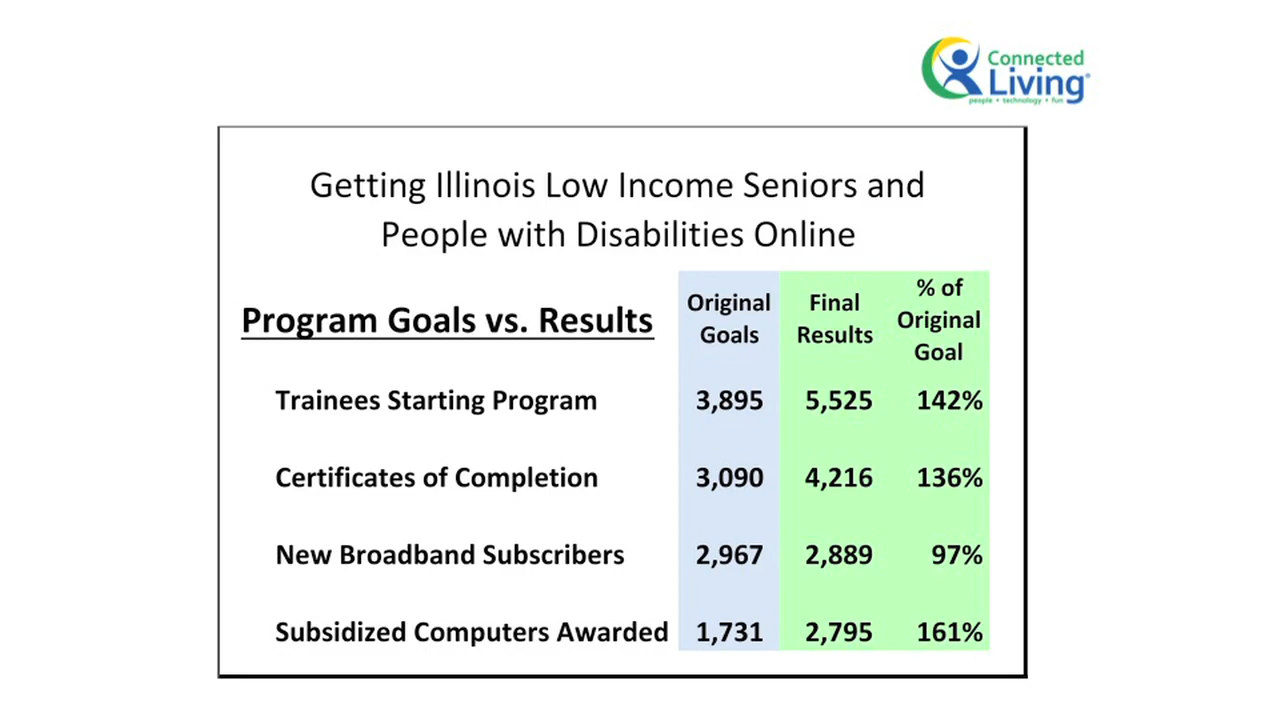 Connected
Living®
people • technology • fun
Getting Illinois Low Income Seniors and
People with Disabilities Online
Program Goals vs. Results
Original
Goals
Final
Results
% of
Original
Goal
Trainees Starting Program 3,895 5,525 142%
Certificates of Completion 3,090 4,216 136%
New Broadband Subscribers 2,967 2,889 97%
Subsidized Computers Awarded 1,731 2,795 161%